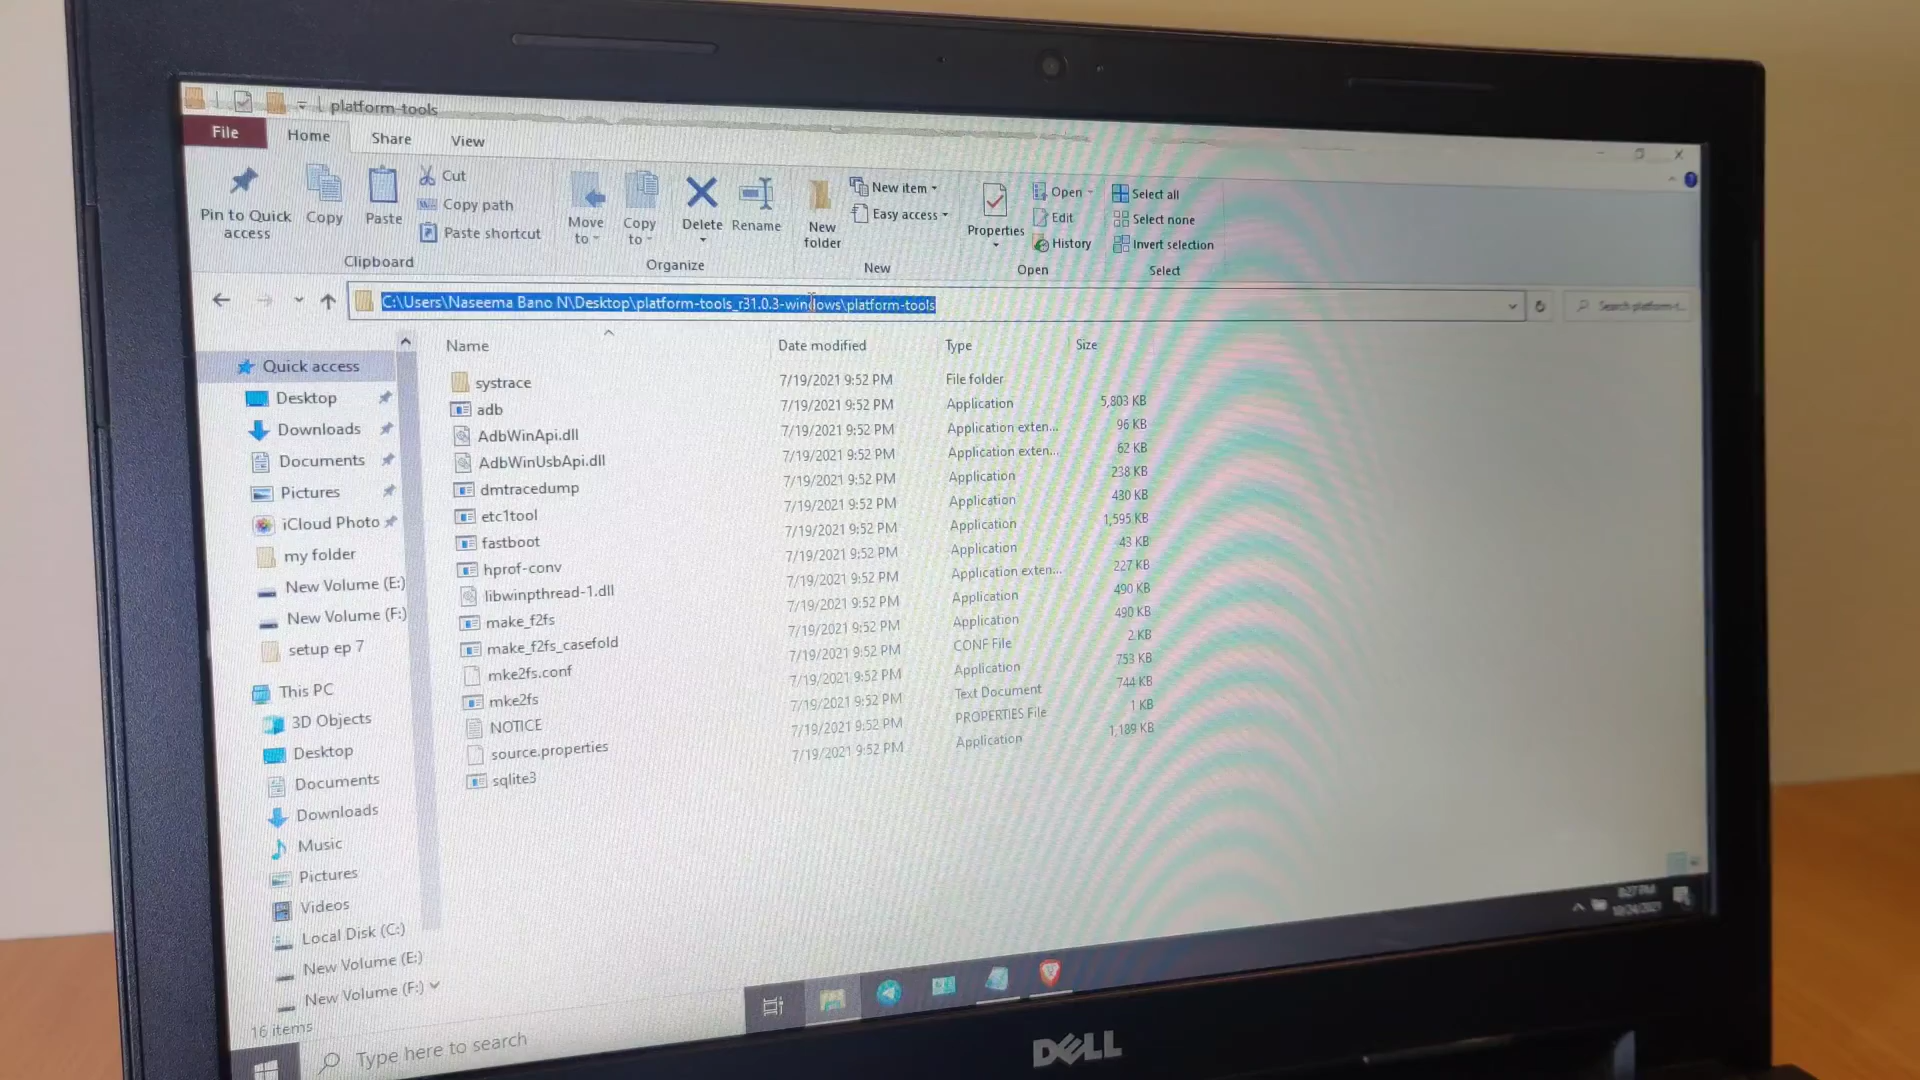 platform-tools
File Home Share View
Pin to Quick access
Copy
Paste
Cut
Copy path
Paste shortcut
Clipboard
Move to
Copy to
Delete
Rename
Organize
New folder
New item
Easy access
New
Properties
Open
Edit
History
Open
Select all
Select none
Invert selection
Select
C:\Users\Naseema Bano N\Desktop\platform-tools_r31.0.3-windows\platform-tools
Search platform-t...
Quick access
Desktop
Downloads
Documents
Pictures
iCloud Photo
my folder
New Volume (E:)
New Volume (F:)
setup ep 7
This PC
3D Objects
Desktop
Documents
Downloads
Music
Pictures
Videos
Local Disk (C:)
New Volume (E:)
New Volume (F:)
Name Date modified Type Size
systrace 7/19/2021 9:52 PM File folder
adb 7/19/2021 9:52 PM Application 5,803 KB
AdbWinApi.dll 7/19/2021 9:52 PM Application exten... 96 KB
AdbWinUsbApi.dll 7/19/2021 9:52 PM Application exten... 62 KB
dmtracedump 7/19/2021 9:52 PM Application 238 KB
etc1tool 7/19/2021 9:52 PM Application 430 KB
fastboot 7/19/2021 9:52 PM Application 1,595 KB
hprof-conv 7/19/2021 9:52 PM Application 43 KB
libwinpthread-1.dll 7/19/2021 9:52 PM Application exten... 227 KB
make_f2fs 7/19/2021 9:52 PM Application 490 KB
make_f2fs_casefold 7/19/2021 9:52 PM Application 490 KB
mke2fs.conf 7/19/2021 9:52 PM CONF File 2 KB
mke2fs 7/19/2021 9:52 PM Application 753 KB
NOTICE 7/19/2021 9:52 PM Text Document 744 KB
source.properties 7/19/2021 9:52 PM PROPERTIES File 1 KB
sqlite3 7/19/2021 9:52 PM Application 1,189 KB
16 items
Type here to search
8:27 PM
10/24/2021
DELL